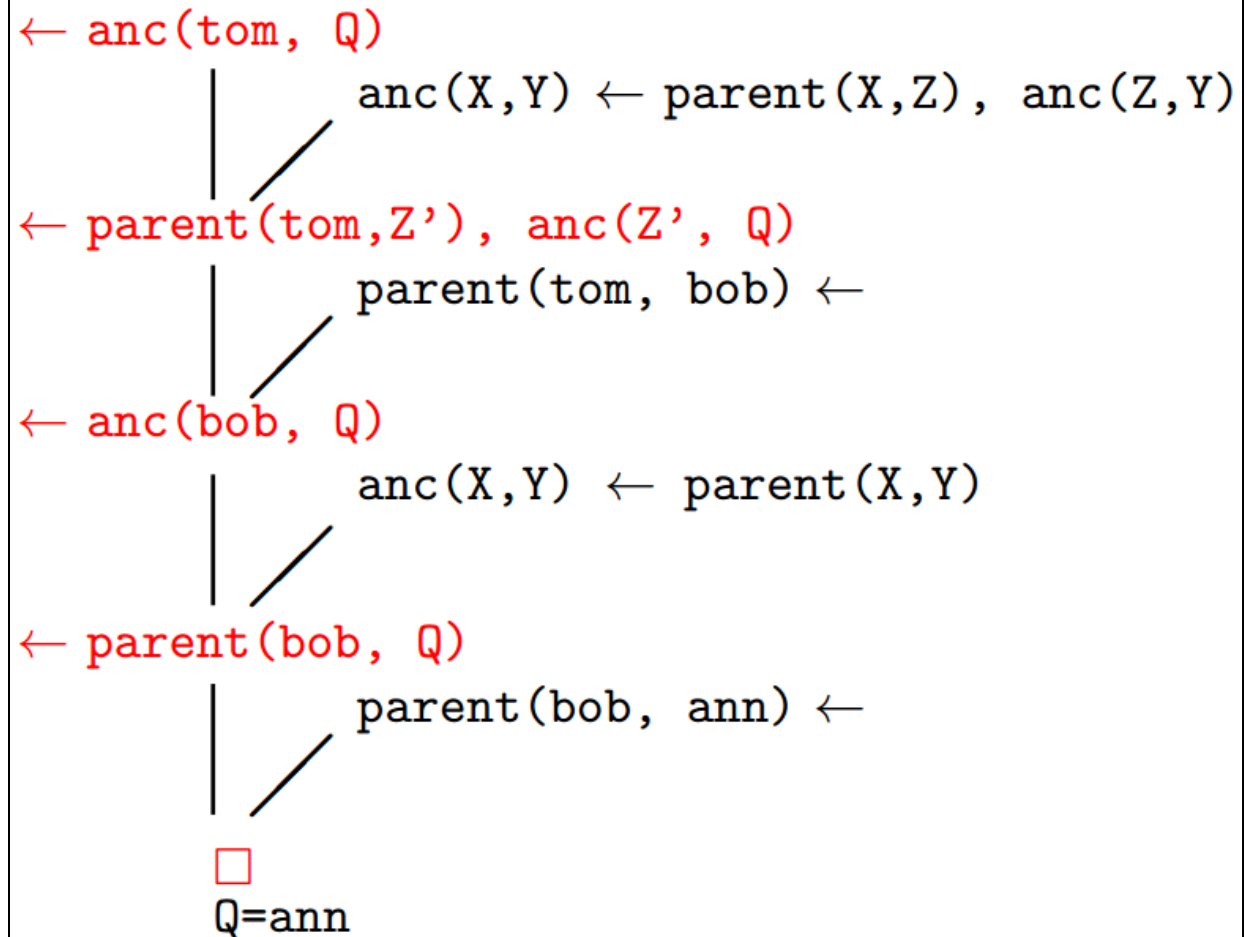 ← anc(tom, Q)
anc(X,Y) ← parent(X,Z), anc(Z,Y)
← parent(tom,Z’), anc(Z’, Q)
parent(tom, bob) ←
← anc(bob, Q)
anc(X,Y) ← parent(X,Y)
← parent(bob, Q)
parent(bob, ann) ←
□
Q=ann